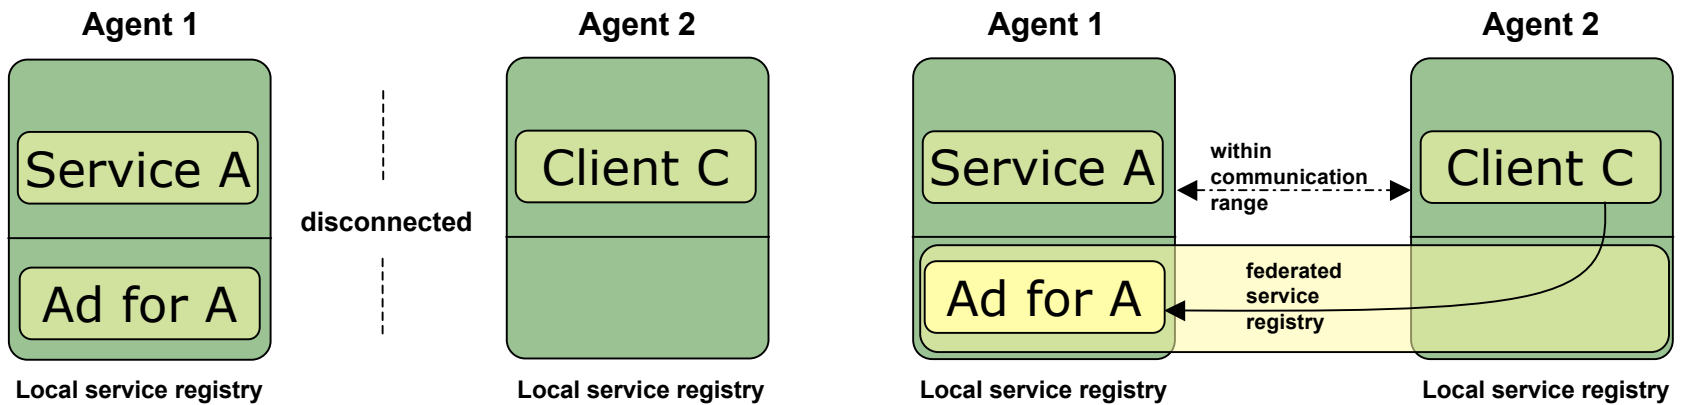 Agent 1
Agent 2
Service A
Client C
disconnected
Ad for A
Local service registry
Local service registry
Agent 1
Agent 2
Service A
within
communication
range
Client C
Ad for A
federated
service
registry
Local service registry
Local service registry